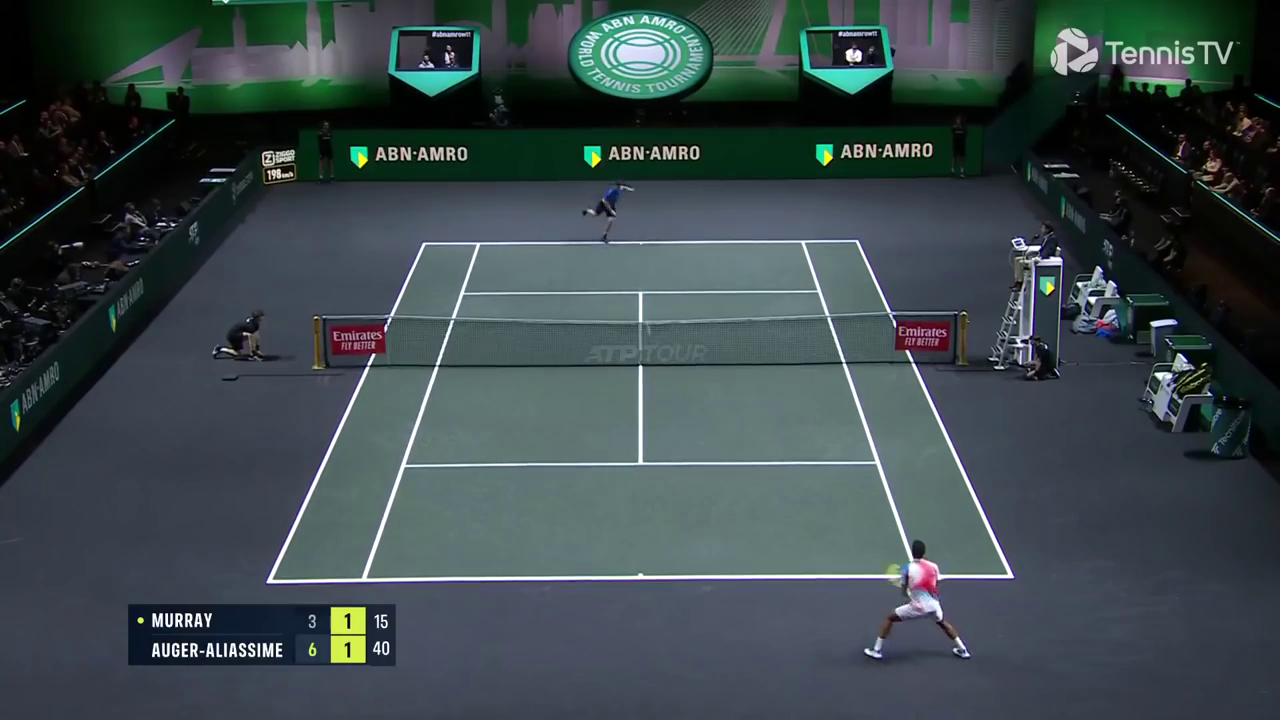 #abnamrowtt
#abnamrowtt
ABN AMRO
WORLD TENNIS TOURNAMENT
TennisTV
ZIGGO SPORT
198 km/h
ABN·AMRO
ABN·AMRO
ABN·AMRO
Emirates
FLY BETTER
Emirates
FLY BETTER
ATP TOUR
ABN·AMRO
ABN·AMRO
MURRAY 3 1 15
AUGER-ALIASSIME 6 1 40